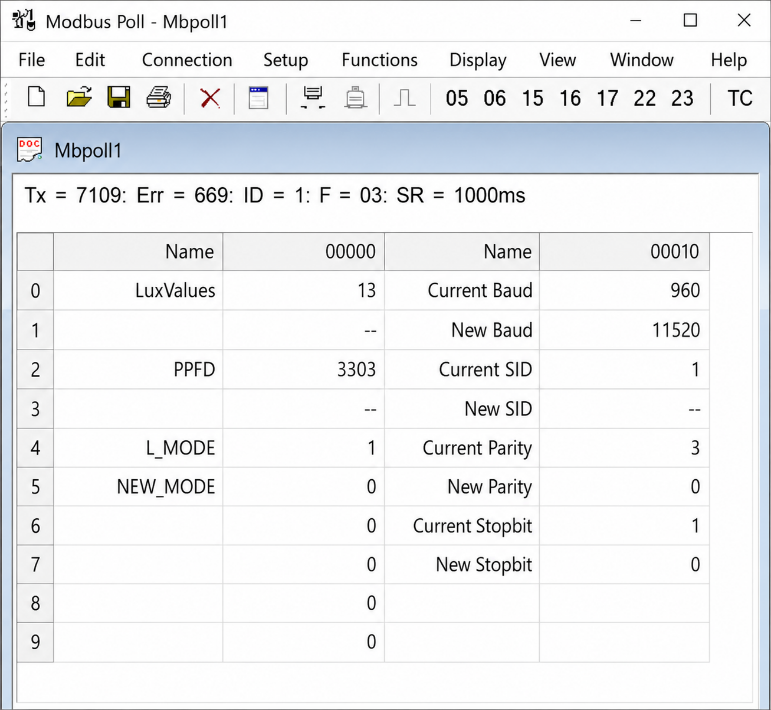 Modbus Poll - Mbpoll1
File Edit Connection Setup Functions Display View Window Help
05 06 15 16 17 22 23 TC
DOC Mbpoll1
Tx = 7109: Err = 669: ID = 1: F = 03: SR = 1000ms
Name 00000 Name 00010
0 LuxValues 13 Current Baud 960
1 -- New Baud 11520
2 PPFD 3303 Current SID 1
3 -- New SID --
4 L_MODE 1 Current Parity 3
5 NEW_MODE 0 New Parity 0
6 0 Current Stopbit 1
7 0 New Stopbit 0
8 0
9 0